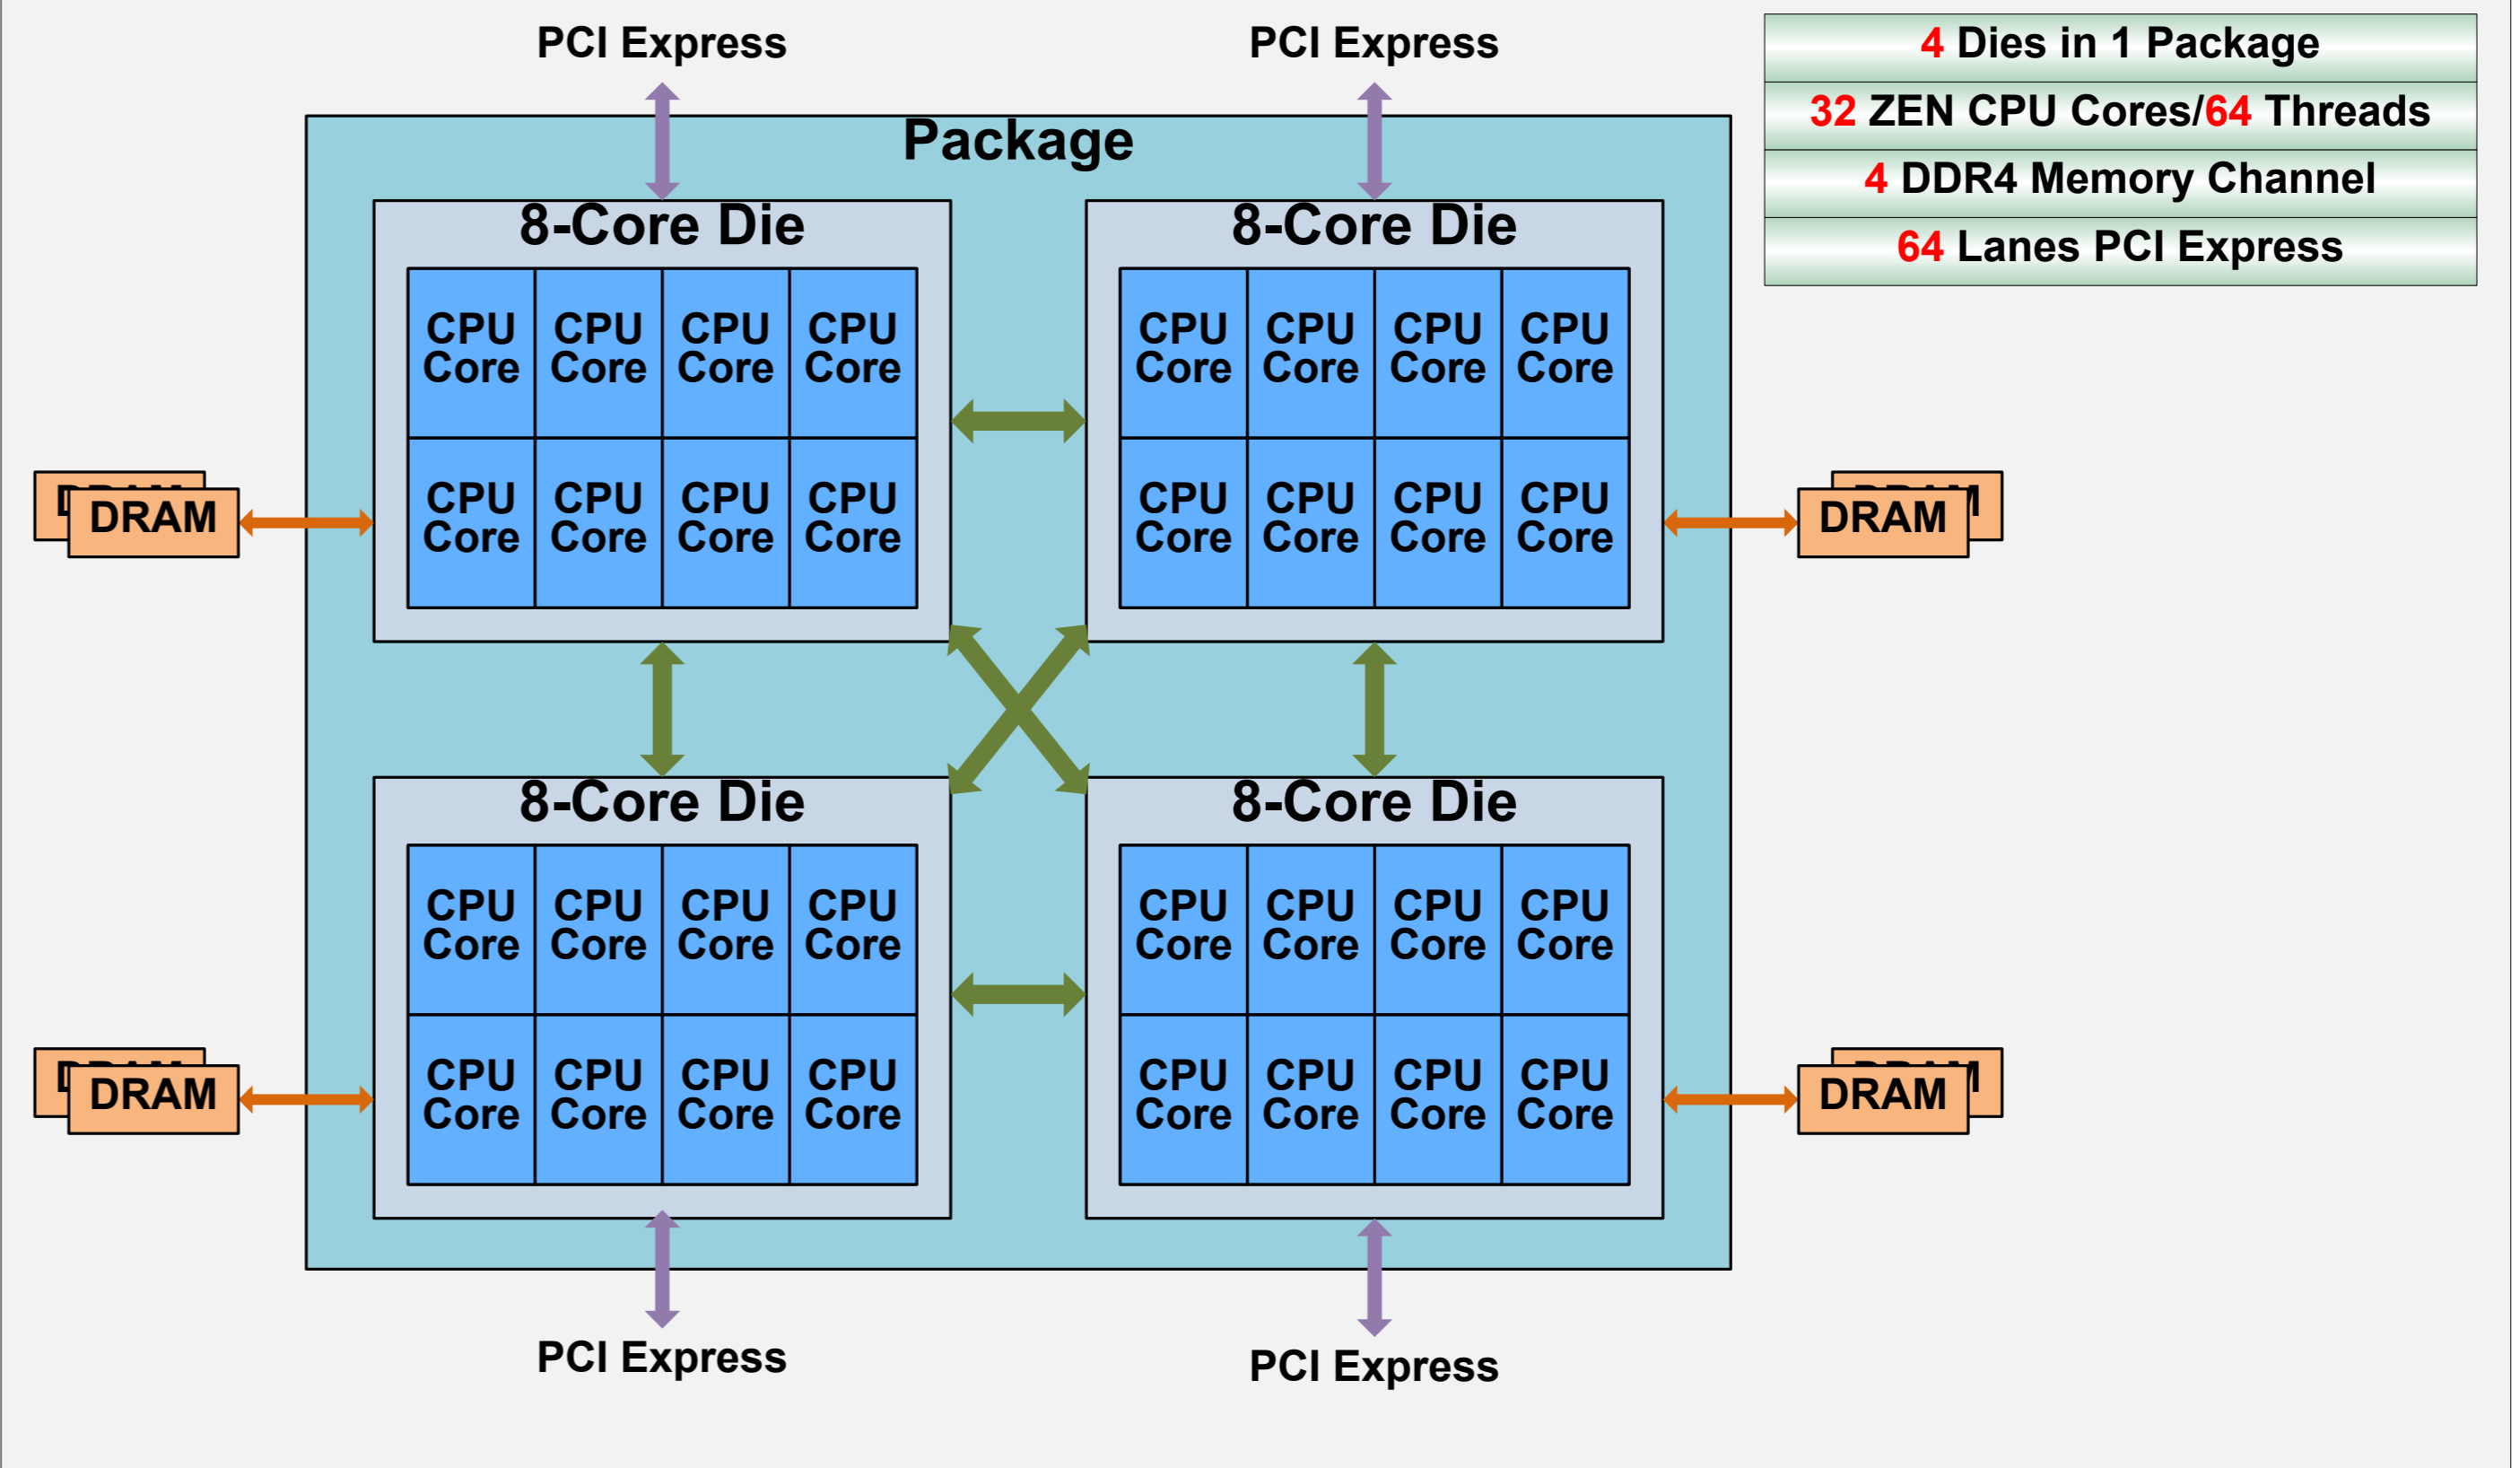 PCI Express
PCI Express
4 Dies in 1 Package
32 ZEN CPU Cores/64 Threads
4 DDR4 Memory Channel
64 Lanes PCI Express
Package
8-Core Die
8-Core Die
CPU CPU CPU CPU
Core Core Core Core
CPU CPU CPU CPU
Core Core Core Core
CPU CPU CPU CPU
Core Core Core Core
CPU CPU CPU CPU
Core Core Core Core
DRAM
DRAM
DRAM
DRAM
8-Core Die
8-Core Die
CPU CPU CPU CPU
Core Core Core Core
CPU CPU CPU CPU
Core Core Core Core
CPU CPU CPU CPU
Core Core Core Core
CPU CPU CPU CPU
Core Core Core Core
DRAM
DRAM
DRAM
DRAM
PCI Express
PCI Express